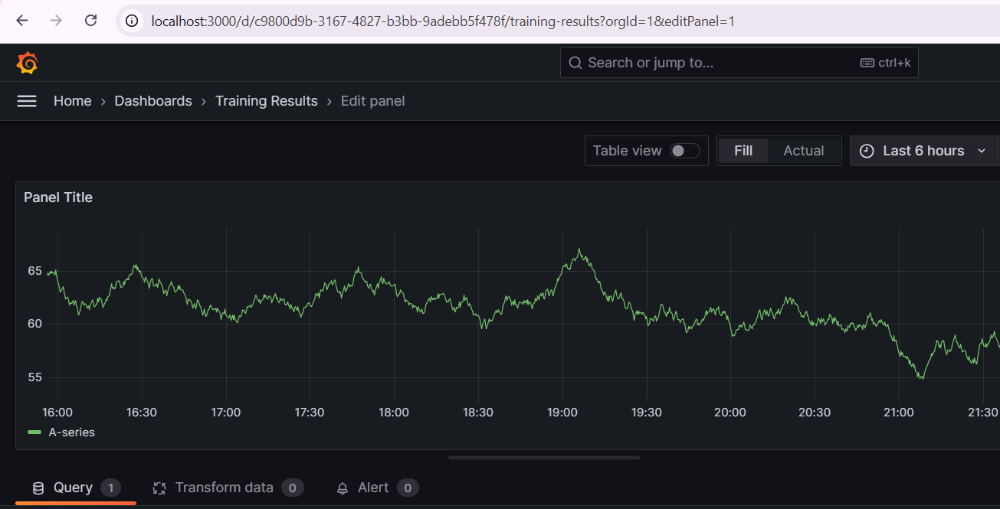 localhost:3000/d/c9800d9b-3167-4827-b3bb-9adebb5f478f/training-results?orgId=1&editPanel=1
Search or jump to... ctrl+k
Home › Dashboards › Training Results › Edit panel
Table view Fill Actual Last 6 hours
Panel Title
65
60
55
16:00 16:30 17:00 17:30 18:00 18:30 19:00 19:30 20:00 20:30 21:00 21:30
A-series
Query 1 Transform data 0 Alert 0